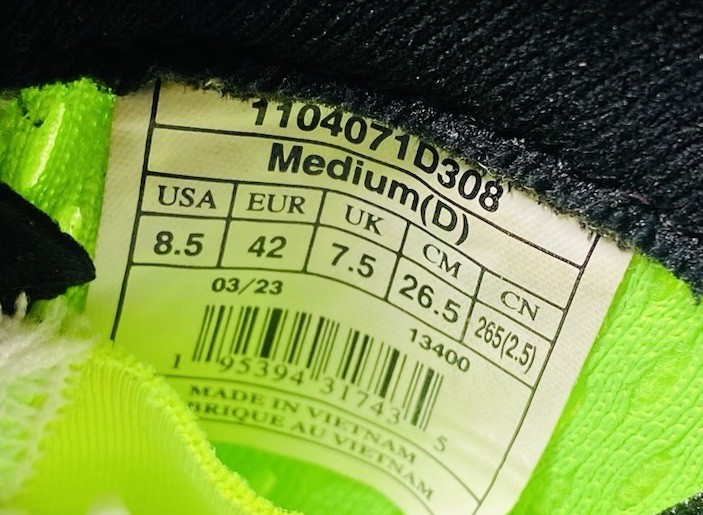 1104071D308
Medium(D)
USA EUR UK CM CN
8.5 42 7.5 26.5 265(2.5)
03/23 13400
1 95394 31743 5
MADE IN VIETNAM
BRIQUE AU VIETNAM